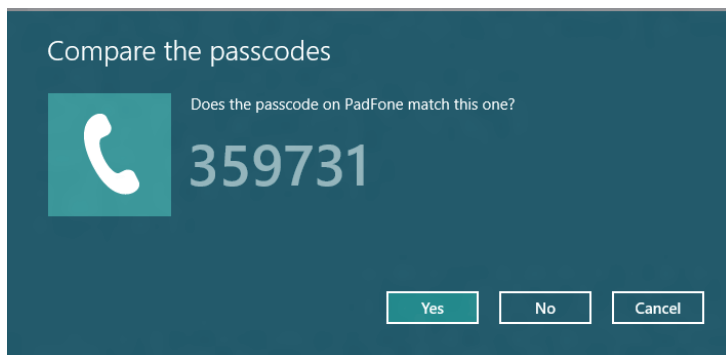 Compare the passcodes
Does the passcode on PadFone match this one?
359731
Yes No Cancel